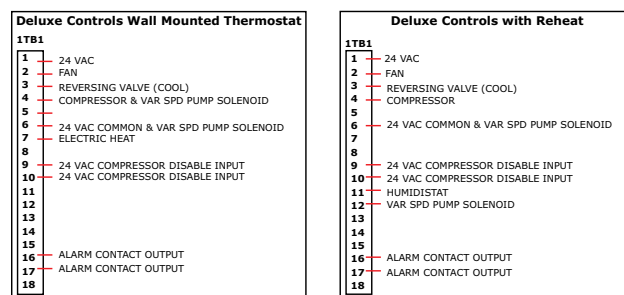 Deluxe Controls Wall Mounted Thermostat
1TB1
1 24 VAC
2 FAN
3 REVERSING VALVE (COOL)
4 COMPRESSOR & VAR SPD PUMP SOLENOID
5
6 24 VAC COMMON & VAR SPD PUMP SOLENOID
7 ELECTRIC HEAT
8
9 24 VAC COMPRESSOR DISABLE INPUT
10 24 VAC COMPRESSOR DISABLE INPUT
11
12
13
14
15
16 ALARM CONTACT OUTPUT
17 ALARM CONTACT OUTPUT
18
Deluxe Controls with Reheat
1TB1
1 24 VAC
2 FAN
3 REVERSING VALVE (COOL)
4 COMPRESSOR
5
6 24 VAC COMMON & VAR SPD PUMP SOLENOID
7
8
9 24 VAC COMPRESSOR DISABLE INPUT
10 24 VAC COMPRESSOR DISABLE INPUT
11 HUMIDISTAT
12 VAR SPD PUMP SOLENOID
13
14
15
16 ALARM CONTACT OUTPUT
17 ALARM CONTACT OUTPUT
18